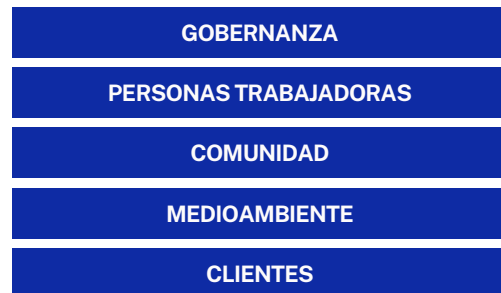 GOBERNANZA
PERSONAS TRABAJADORAS
COMUNIDAD
MEDIOAMBIENTE
CLIENTES